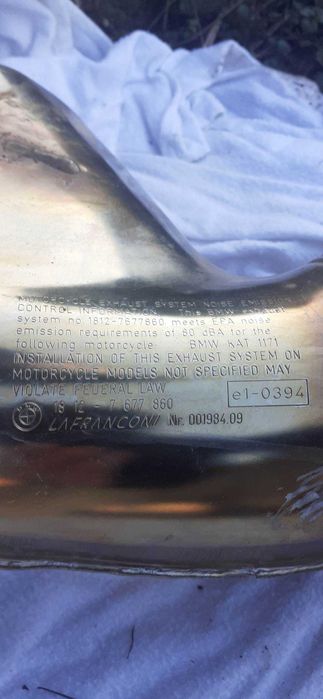 MOTORCYCLE EXHAUST SYSTEM NOISE EMISSION
CONTROL This BMW
system no 1812-7677860 meets EPA noise
emission requirements of 80 dBA for the
following motorcycle: BMW KAT 1171
INSTALLATION OF THIS EXHAUST SYSTEM ON
MOTORCYCLE MODELS NOT SPECIFIED MAY
VIOLATE FEDERAL LAW
e1-0394
18 12 - 7 677 860
LAFRANCONI Nr. 001984.09